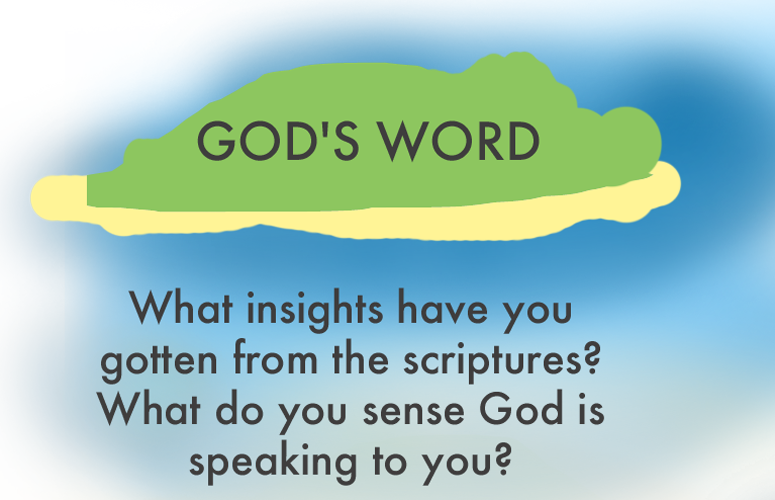 GOD'S WORD
What insights have you
gotten from the scriptures?
What do you sense God is
speaking to you?